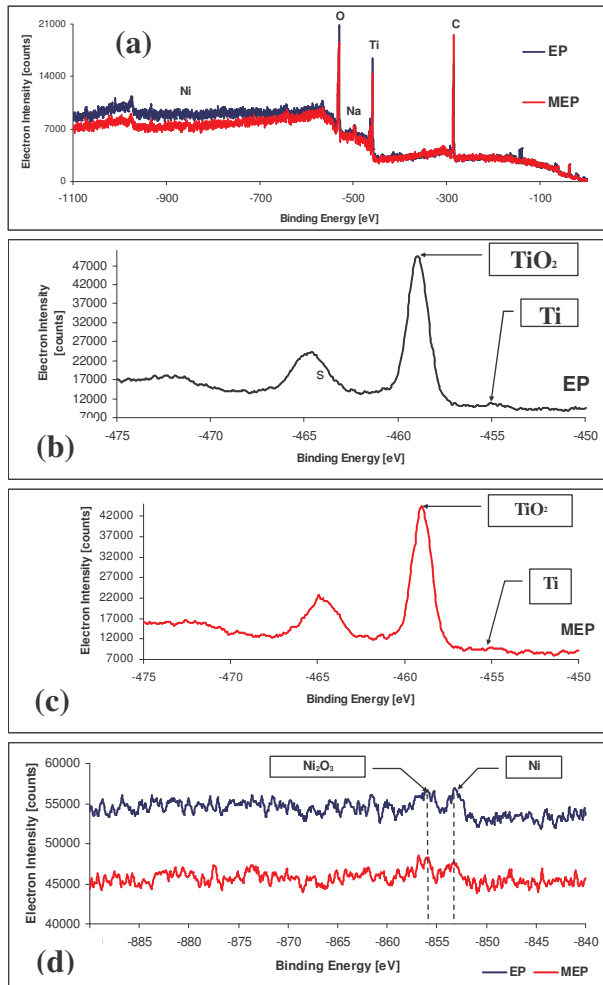 (a)
O
C
Ti
Ni
Na
EP
MEP
21000
14000
7000
0
Electron Intensity [counts]
-1100 -900 -700 -500 -300 -100
Binding Energy [eV]
TiO2
Ti
S
EP
47000
42000
37000
32000
27000
22000
17000
12000
7000
Electron Intensity
[counts]
-475 -470 -465 -460 -455 -450
Binding Energy [eV]
(b)
TiO2
Ti
MEP
42000
37000
32000
27000
22000
17000
12000
7000
Electron Intensity [counts]
-475 -470 -465 -460 -455 -450
Binding Energy [eV]
(c)
Ni2O3
Ni
60000
55000
50000
45000
40000
Electron Intensity [counts]
-885 -880 -875 -870 -865 -860 -855 -850 -845 -840
Binding Energy [eV]
(d)
EP MEP